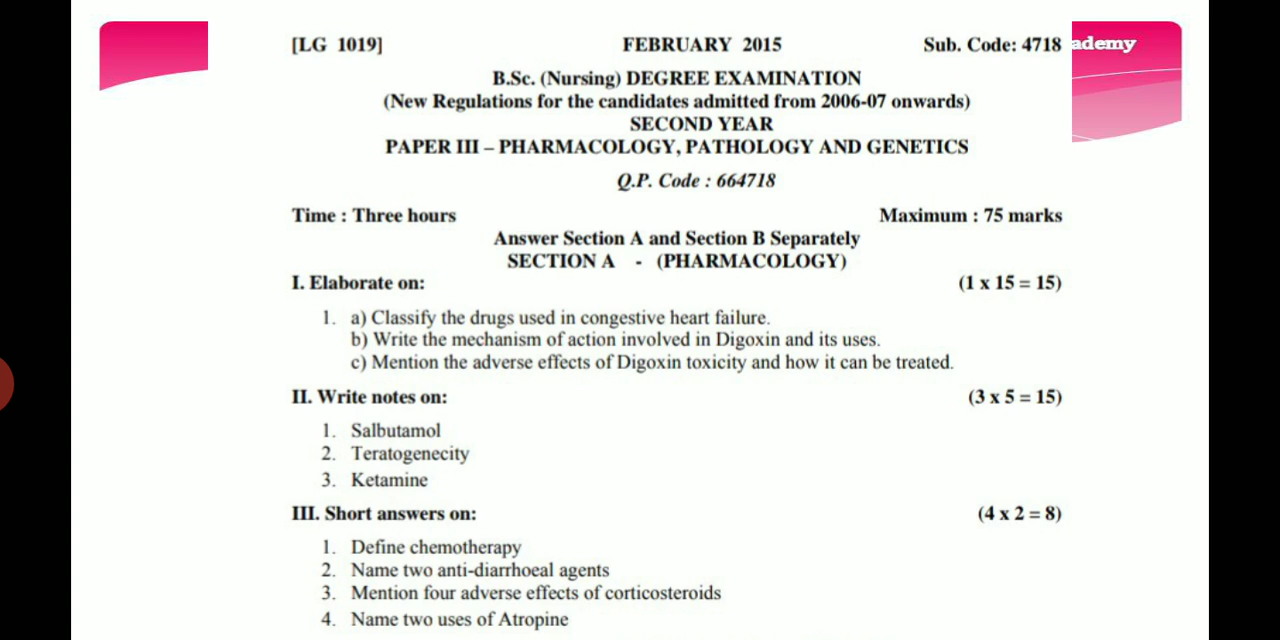 [LG 1019] FEBRUARY 2015 Sub. Code: 4718
ademy
B.Sc. (Nursing) DEGREE EXAMINATION
(New Regulations for the candidates admitted from 2006-07 onwards)
SECOND YEAR
PAPER III – PHARMACOLOGY, PATHOLOGY AND GENETICS
Q.P. Code : 664718
Time : Three hours Maximum : 75 marks
Answer Section A and Section B Separately
SECTION A - (PHARMACOLOGY)
I. Elaborate on: (1 x 15 = 15)
1. a) Classify the drugs used in congestive heart failure.
b) Write the mechanism of action involved in Digoxin and its uses.
c) Mention the adverse effects of Digoxin toxicity and how it can be treated.
II. Write notes on: (3 x 5 = 15)
1. Salbutamol
2. Teratogenecity
3. Ketamine
III. Short answers on: (4 x 2 = 8)
1. Define chemotherapy
2. Name two anti-diarrhoeal agents
3. Mention four adverse effects of corticosteroids
4. Name two uses of Atropine